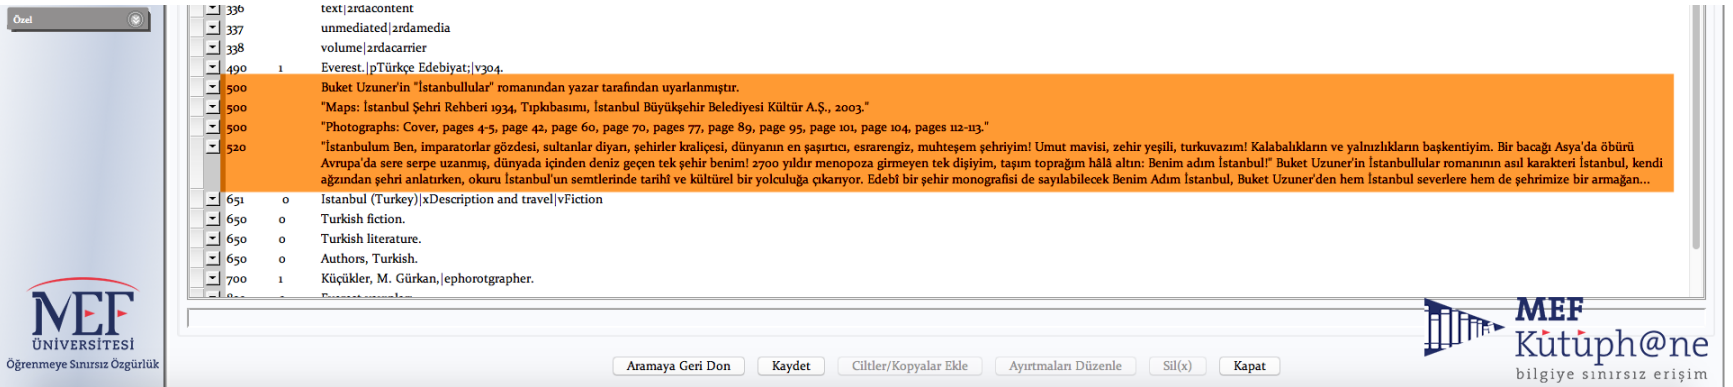 Özel
336 text|2rdacontent
337 unmediated|2rdamedia
338 volume|2rdacarrier
490 1 Everest.|pTürkçe Edebiyat;|v304.
500 Buket Uzuner'in "İstanbullular" romanından yazar tarafından uyarlanmıştır.
500 "Maps: İstanbul Şehri Rehberi 1934, Tıpkıbasımı, İstanbul Büyükşehir Belediyesi Kültür A.Ş., 2003."
500 "Photographs: Cover, pages 4-5, page 42, page 60, page 70, pages 77, page 89, page 95, page 101, page 104, pages 112-113."
520 "İstanbulum Ben, imparatorlar gözdesi, sultanlar diyarı, şehirler kraliçesi, dünyanın en şaşırtıcı, esrarengiz, muhteşem şehriyim! Umut mavisi, zehir yeşili, turkuvazım! Kalabalıkların ve yalnızlıkların başkentiyim. Bir bacağı Asya'da öbürü
Avrupa'da sere serpe uzanmış, dünyada içinden deniz geçen tek şehir benim! 2700 yıldır menopoza girmeyen tek dişiyim, taşım toprağım hâlâ altın: Benim adım İstanbul!" Buket Uzuner'in İstanbullular romanının asıl karakteri İstanbul, kendi
ağzından şehri anlatırken, okuru İstanbul'un semtlerinde tarihî ve kültürel bir yolculuğa çıkarıyor. Edebî bir şehir monografisi de sayılabilecek Benim Adım İstanbul, Buket Uzuner'den hem İstanbul severlere hem de şehrimize bir armağan...
651 0 Istanbul (Turkey)|xDescription and travel|vFiction
650 0 Turkish fiction.
650 0 Turkish literature.
650 0 Authors, Turkish.
700 1 Küçükler, M. Gürkan,|ephorotgrapher.
MEF
ÜNİVERSİTESİ
Öğrenmeye Sınırsız Özgürlük
MEF
Kütüph@ne
bilgiye sınırsız erişim
Aramaya Geri Don Kaydet Ciltler/Kopyalar Ekle Ayırtmaları Düzenle Sil(x) Kapat